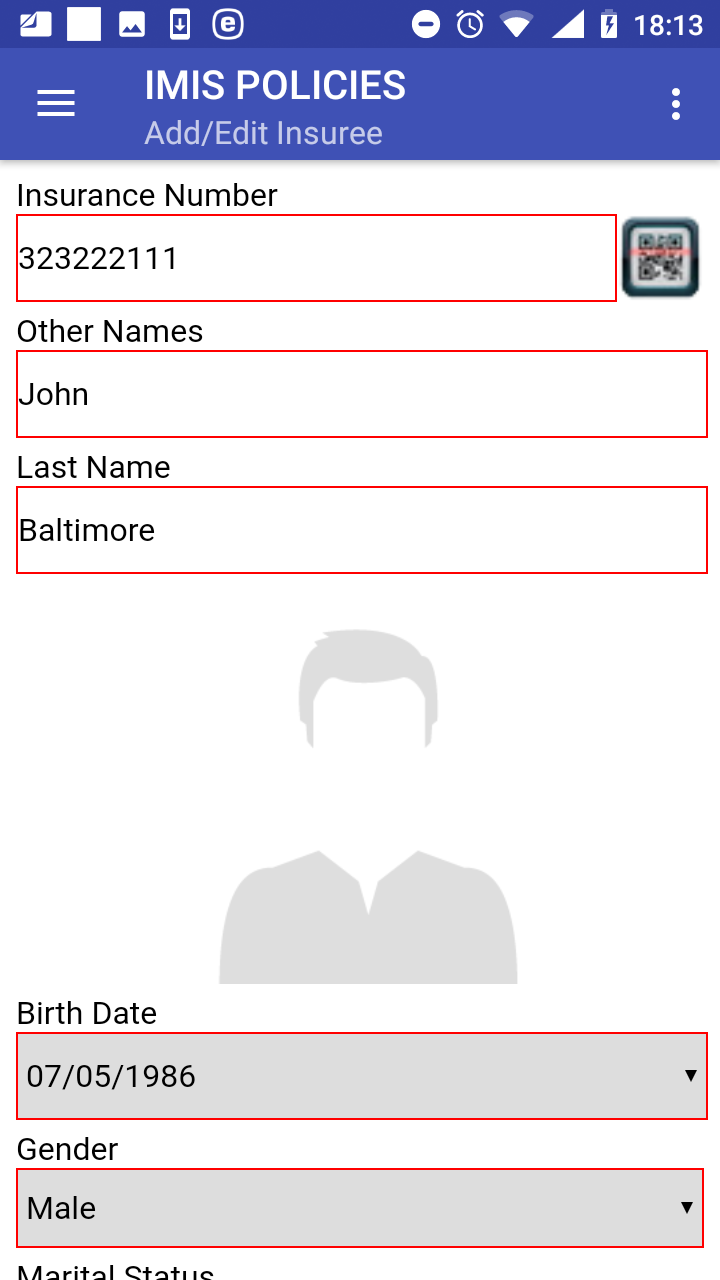 18:13
IMIS POLICIES
Add/Edit Insuree
Insurance Number
323222111
Other Names
John
Last Name
Baltimore
Birth Date
07/05/1986
Gender
Male
Marital Status